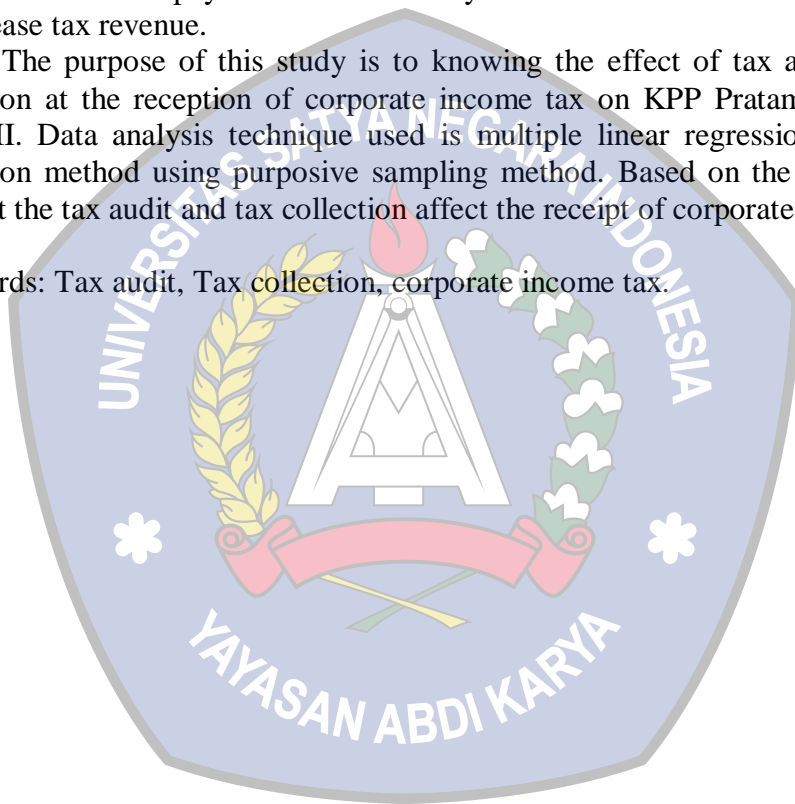 ease tax revenue.
The purpose of this study is to knowing the effect of tax a
on at the reception of corporate income tax on KPP Pratam
II. Data analysis technique used is multiple linear regressio
on method using purposive sampling method. Based on the
t the tax audit and tax collection affect the receipt of corporate
rds: Tax audit, Tax collection, corporate income tax.
UNIVERSITAS SATYA NEGARA INDONESIA
YAYASAN ABDI KARYA